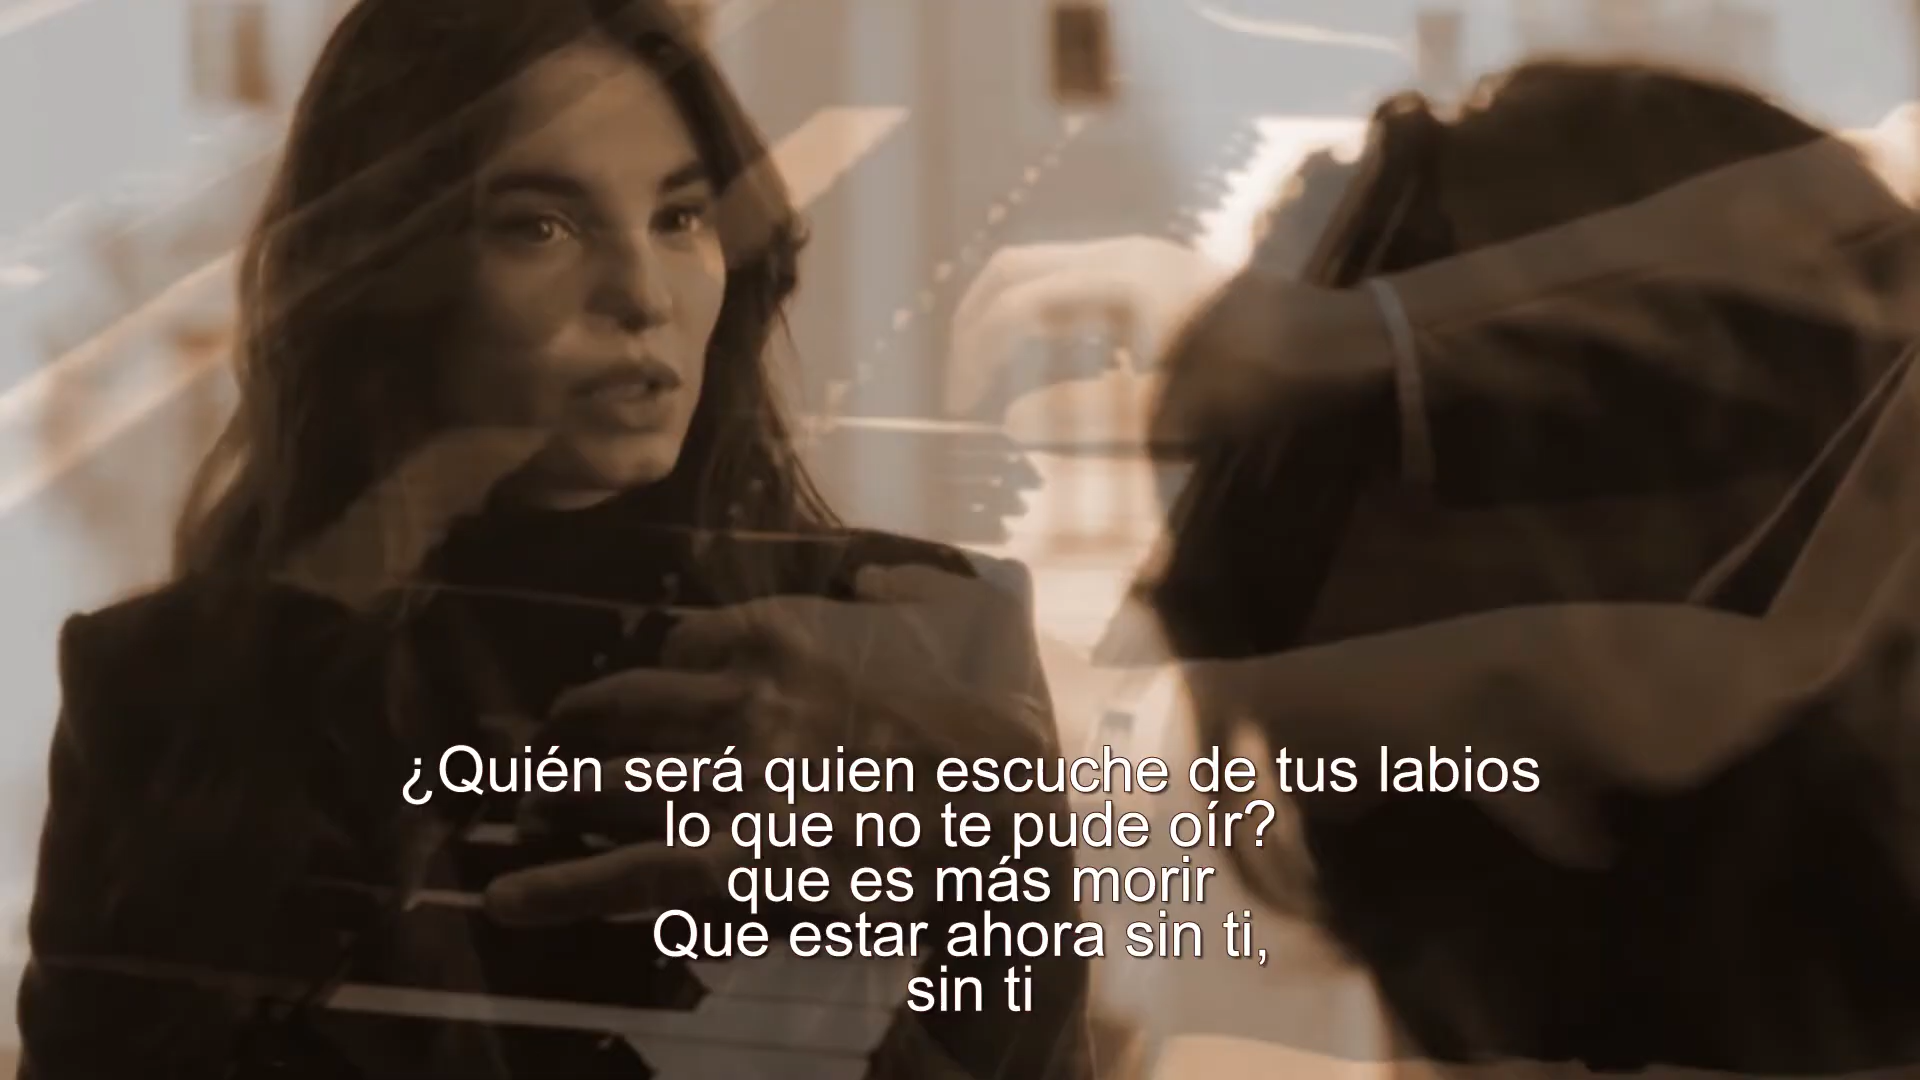 ¿Quién será quien escuche de tus labios
lo que no te pude oír?
que es más morir
Que estar ahora sin ti,
sin ti